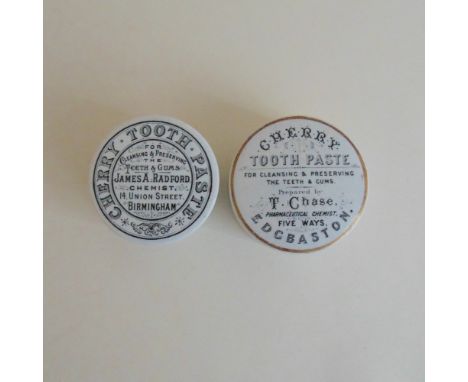 CHERRY · TOOTH · PASTE
FOR
CLEANSING & PRESERVING
THE
TEETH & GUMS
JAMES A. RADFORD
CHEMIST,
14, UNION STREET
BIRMINGHAM
CHERRY
TOOTH PASTE
FOR CLEANSING & PRESERVING
THE TEETH & GUMS.
Prepared by
T. Chase,
PHARMACEUTICAL CHEMIST.
FIVE WAYS,
EDGBASTON.